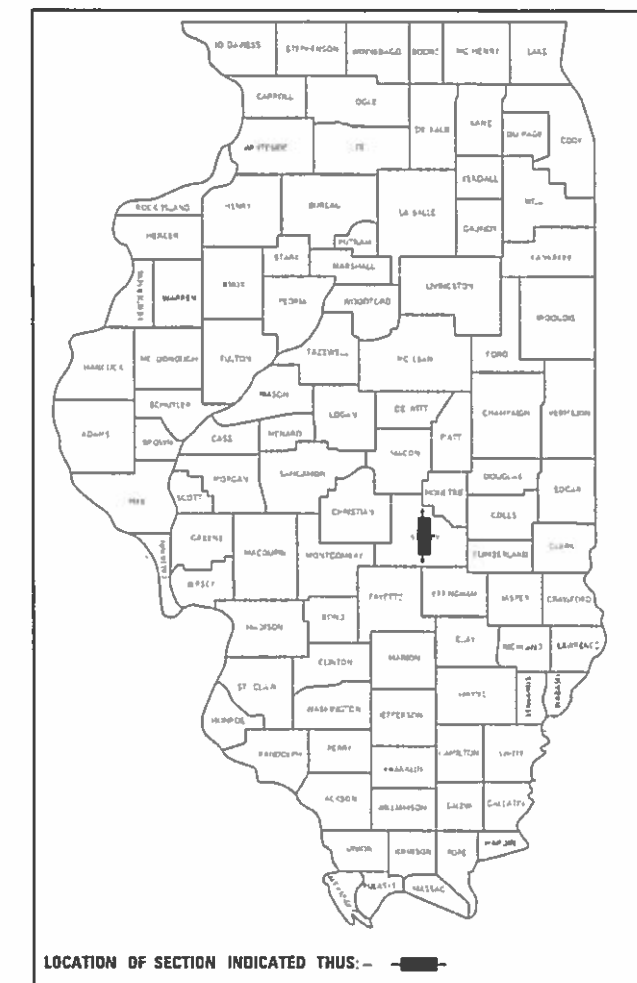 JO DAVIESS STEPHENSON WINNEBAGO BOONE MC HENRY LAKE
CARROLL OGLE DE KALB KANE DU PAGE COOK
WHITESIDE LEE KENDALL WILL
ROCK ISLAND HENRY BUREAU LA SALLE GRUNDY
MERCER PUTNAM KANKAKEE
STARK MARSHALL
HENDERSON WARREN KNOX PEORIA WOODFORD LIVINGSTON IROQUOIS
HANCOCK MC DONOUGH FULTON TAZEWELL MC LEAN FORD
SCHUYLER MASON LOGAN DE WITT CHAMPAIGN VERMILION
ADAMS BROWN CASS MENARD MACON PIATT
PIKE SCOTT MORGAN SANGAMON MOULTRIE DOUGLAS EDGAR
CHRISTIAN COLES
CALHOUN GREENE MACOUPIN MONTGOMERY CUMBERLAND CLARK
JERSEY FAYETTE EFFINGHAM JASPER CRAWFORD
MADISON BOND CLAY RICHLAND LAWRENCE
CLINTON MARION
ST. CLAIR WASHINGTON JEFFERSON WAYNE EDWARDS WABASH
MONROE
RANDOLPH PERRY FRANKLIN HAMILTON WHITE
JACKSON WILLIAMSON SALINE GALLATIN
UNION JOHNSON POPE HARDIN
PULASKI MASSAC
LOCATION OF SECTION INDICATED THUS: -